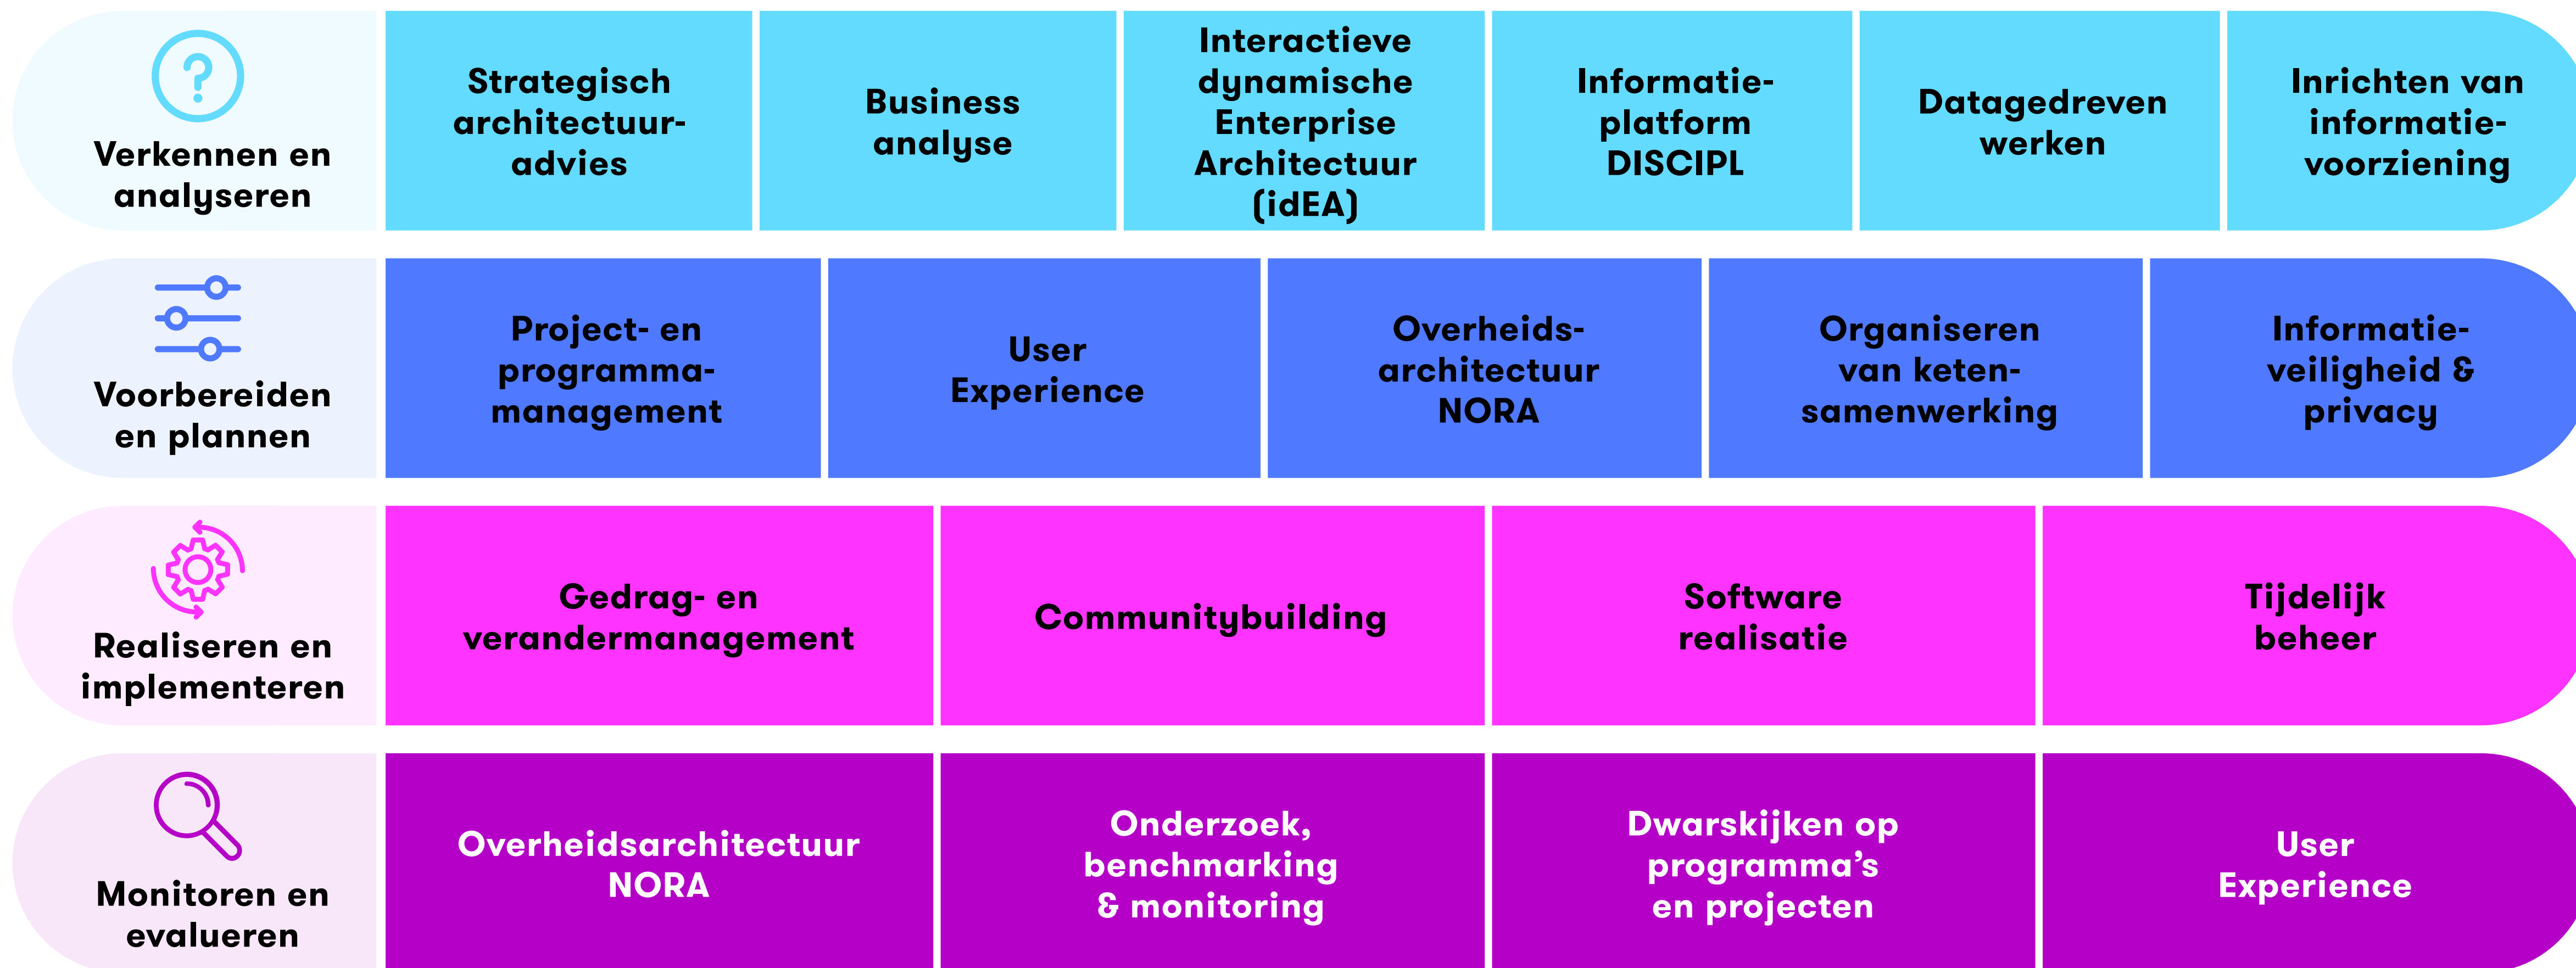 Verkennen en
analyseren
Strategisch
architectuur-
advies
Business
analyse
Interactieve
dynamische
Enterprise
Architectuur
(idEA)
Informatie-
platform
DISCIPL
Datagedreven
werken
Inrichten van
informatie-
voorziening
Voorbereiden
en plannen
Project- en
programma-
management
User
Experience
Overheids-
architectuur
NORA
Organiseren
van keten-
samenwerking
Informatie-
veiligheid &
privacy
Realiseren en
implementeren
Gedrag- en
verandermanagement
Communitybuilding
Software
realisatie
Tijdelijk
beheer
Monitoren en
evalueren
Overheidsarchitectuur
NORA
Onderzoek,
benchmarking
& monitoring
Dwarskijken op
programma’s
en projecten
User
Experience